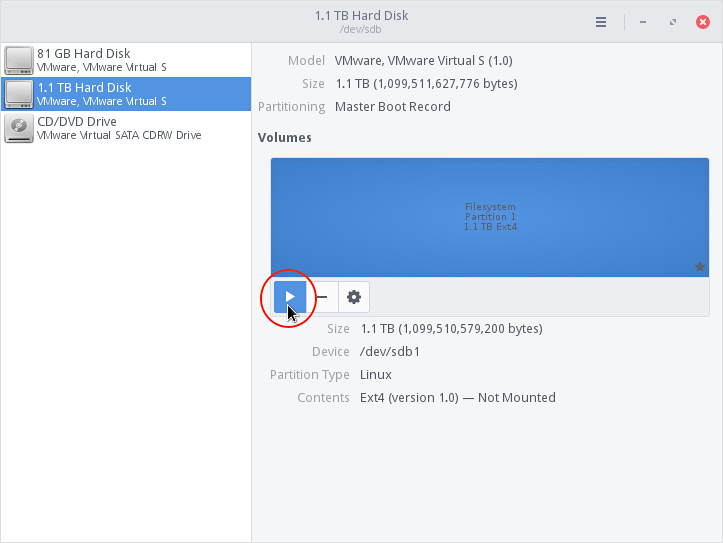 1.1 TB Hard Disk
/dev/sdb
81 GB Hard Disk
VMware, VMware Virtual S
1.1 TB Hard Disk
VMware, VMware Virtual S
CD/DVD Drive
VMware Virtual SATA CDRW Drive
Model VMware, VMware Virtual S (1.0)
Size 1.1 TB (1,099,511,627,776 bytes)
Partitioning Master Boot Record
Volumes
Filesystem
Partition 1
1.1 TB Ext4
Size 1.1 TB (1,099,510,579,200 bytes)
Device /dev/sdb1
Partition Type Linux
Contents Ext4 (version 1.0) — Not Mounted